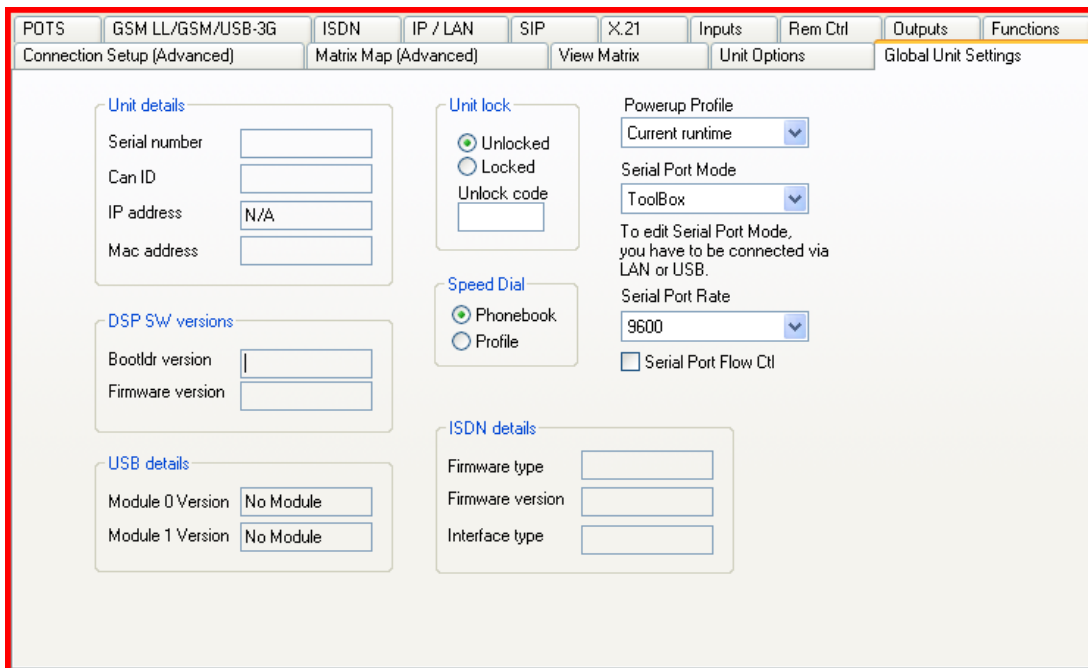 POTS GSM LL/GSM/USB-3G ISDN IP / LAN SIP X.21 Inputs Rem Ctrl Outputs Functions
Connection Setup (Advanced) Matrix Map (Advanced) View Matrix Unit Options Global Unit Settings
Unit details
Serial number
Can ID
IP address N/A
Mac address
DSP SW versions
Bootldr version
Firmware version
USB details
Module 0 Version No Module
Module 1 Version No Module
Unit lock
Unlocked
Locked
Unlock code
Speed Dial
Phonebook
Profile
Powerup Profile
Current runtime
Serial Port Mode
ToolBox
To edit Serial Port Mode,
you have to be connected via
LAN or USB.
Serial Port Rate
9600
Serial Port Flow Ctl
ISDN details
Firmware type
Firmware version
Interface type